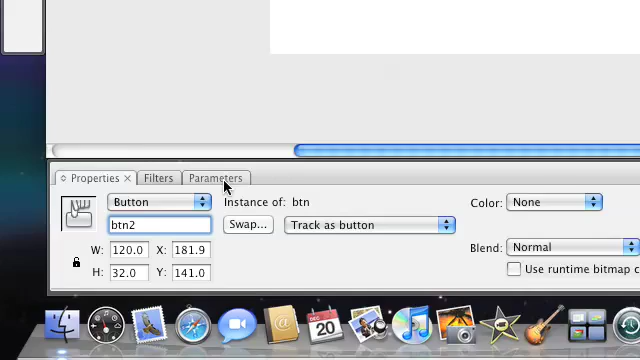 Properties Filters Parameters
Button Instance of: btn Color: None
btn2 Swap... Track as button
W: 120.0 X: 181.9 Blend: Normal
H: 32.0 Y: 141.0 Use runtime bitmap c
DEC
20